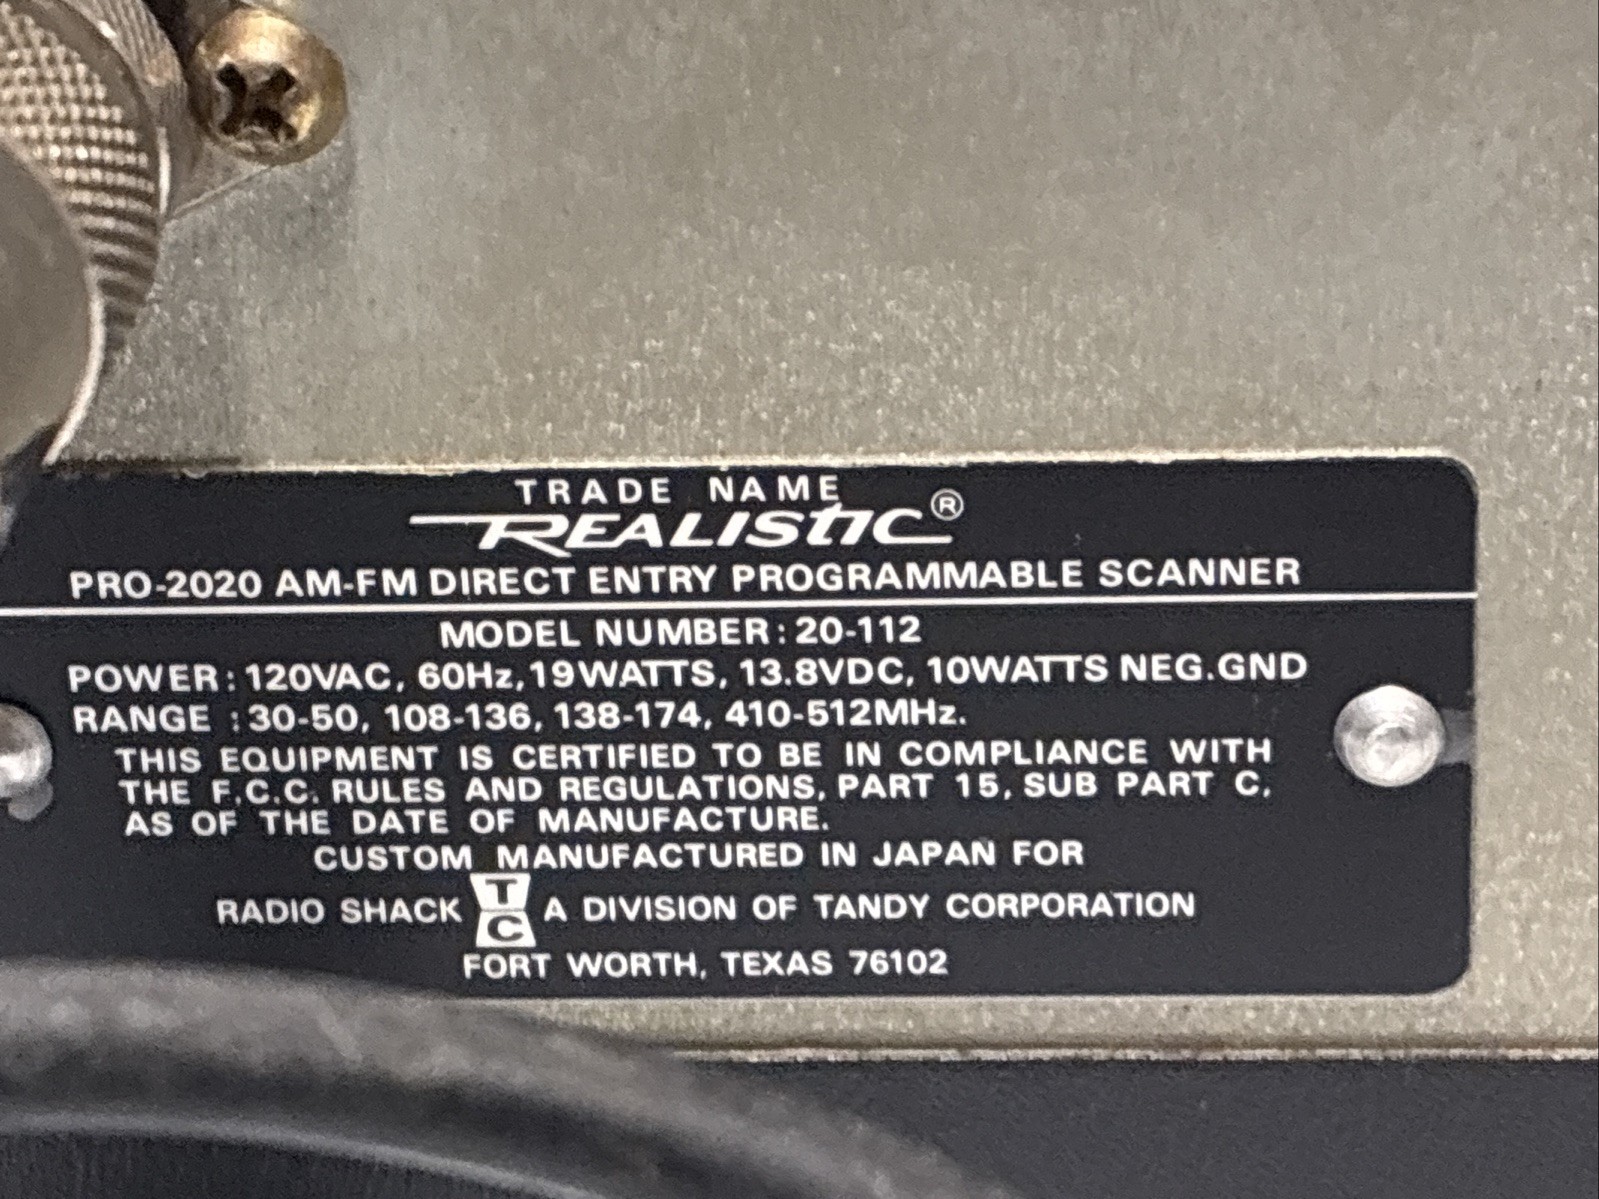 TRADE NAME
REALISTIC®
PRO-2020 AM-FM DIRECT ENTRY PROGRAMMABLE SCANNER
MODEL NUMBER: 20-112
POWER: 120VAC, 60Hz, 19WATTS, 13.8VDC, 10WATTS NEG.GND
RANGE : 30-50, 108-136, 138-174, 410-512MHz.
THIS EQUIPMENT IS CERTIFIED TO BE IN COMPLIANCE WITH
THE F.C.C. RULES AND REGULATIONS, PART 15, SUB PART C,
AS OF THE DATE OF MANUFACTURE.
CUSTOM MANUFACTURED IN JAPAN FOR
RADIO SHACK TC A DIVISION OF TANDY CORPORATION
FORT WORTH, TEXAS 76102